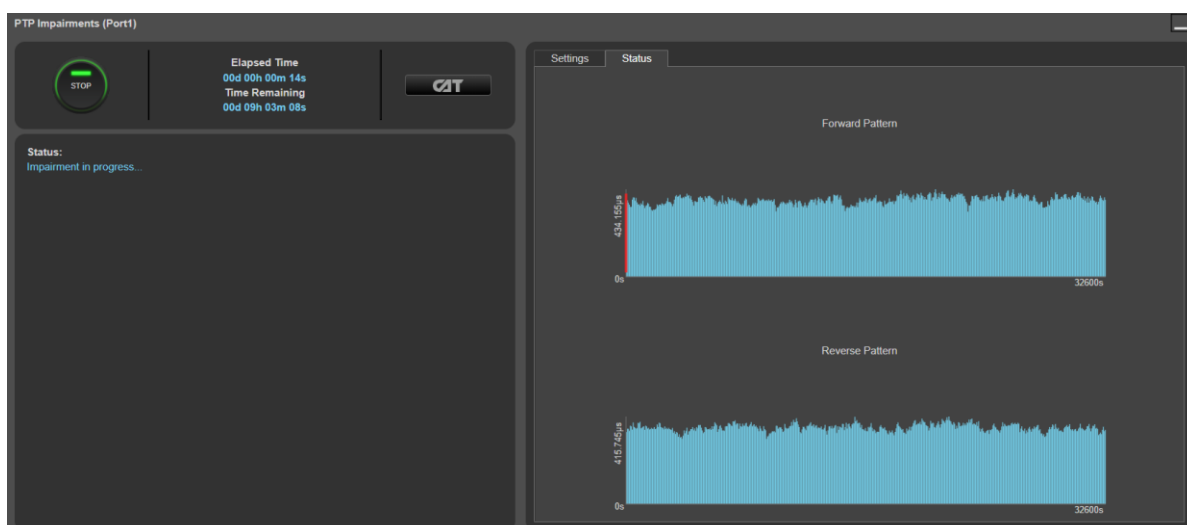 PTP Impairments (Port1)
STOP
Elapsed Time
00d 00h 00m 14s
Time Remaining
00d 09h 03m 08s
CAT
Status:
Impairment in progress...
Settings
Status
Forward Pattern
434.155µs
0s
32600s
Reverse Pattern
415.745µs
0s
32600s